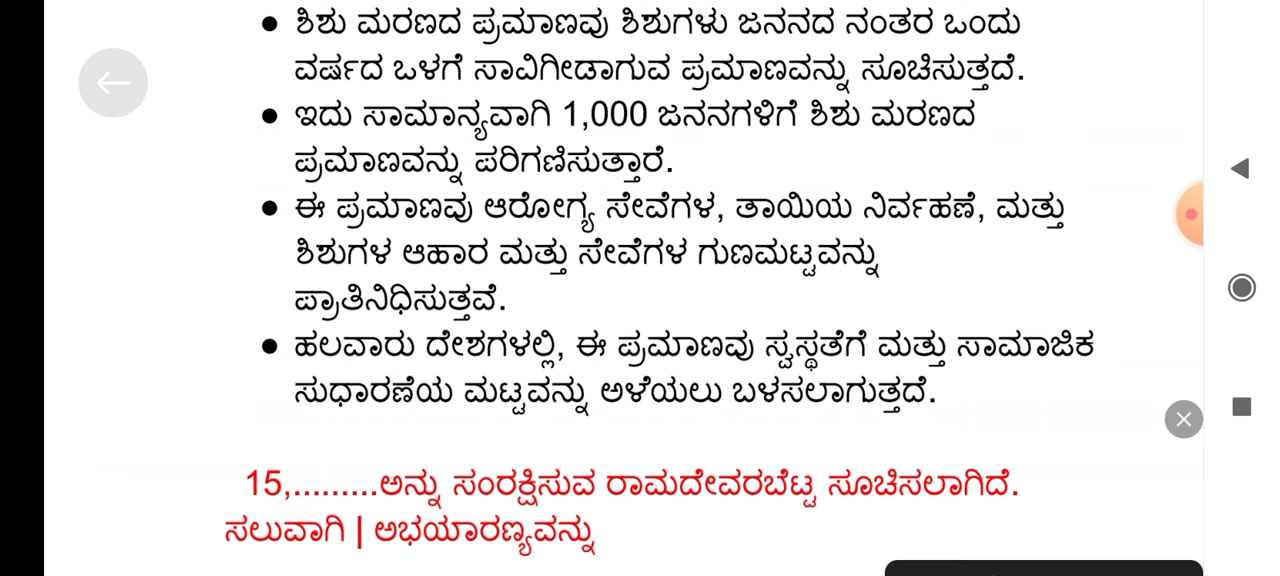 ● ಶಿಶು ಮರಣದ ಪ್ರಮಾಣವು ಶಿಶುಗಳು ಜನನದ ನಂತರ ಒಂದು
ವರ್ಷದ ಒಳಗೆ ಸಾವಿಗೀಡಾಗುವ ಪ್ರಮಾಣವನ್ನು ಸೂಚಿಸುತ್ತದೆ.
● ಇದು ಸಾಮಾನ್ಯವಾಗಿ 1,000 ಜನನಗಳಿಗೆ ಶಿಶು ಮರಣದ
ಪ್ರಮಾಣವನ್ನು ಪರಿಗಣಿಸುತ್ತಾರೆ.
● ಈ ಪ್ರಮಾಣವು ಆರೋಗ್ಯ ಸೇವೆಗಳ, ತಾಯಿಯ ನಿರ್ವಹಣೆ, ಮತ್ತು
ಶಿಶುಗಳ ಆಹಾರ ಮತ್ತು ಸೇವೆಗಳ ಗುಣಮಟ್ಟವನ್ನು
ಪ್ರಾತಿನಿಧಿಸುತ್ತವೆ.
● ಹಲವಾರು ದೇಶಗಳಲ್ಲಿ, ಈ ಪ್ರಮಾಣವು ಸ್ವಸ್ಥತೆಗೆ ಮತ್ತು ಸಾಮಾಜಿಕ
ಸುಧಾರಣೆಯ ಮಟ್ಟವನ್ನು ಅಳೆಯಲು ಬಳಸಲಾಗುತ್ತದೆ.
15,.........ಅನ್ನು ಸಂರಕ್ಷಿಸುವ ರಾಮದೇವರಬೆಟ್ಟ ಸೂಚಿಸಲಾಗಿದೆ.
ಸಲುವಾಗಿ | ಅಭಯಾರಣ್ಯವನ್ನು